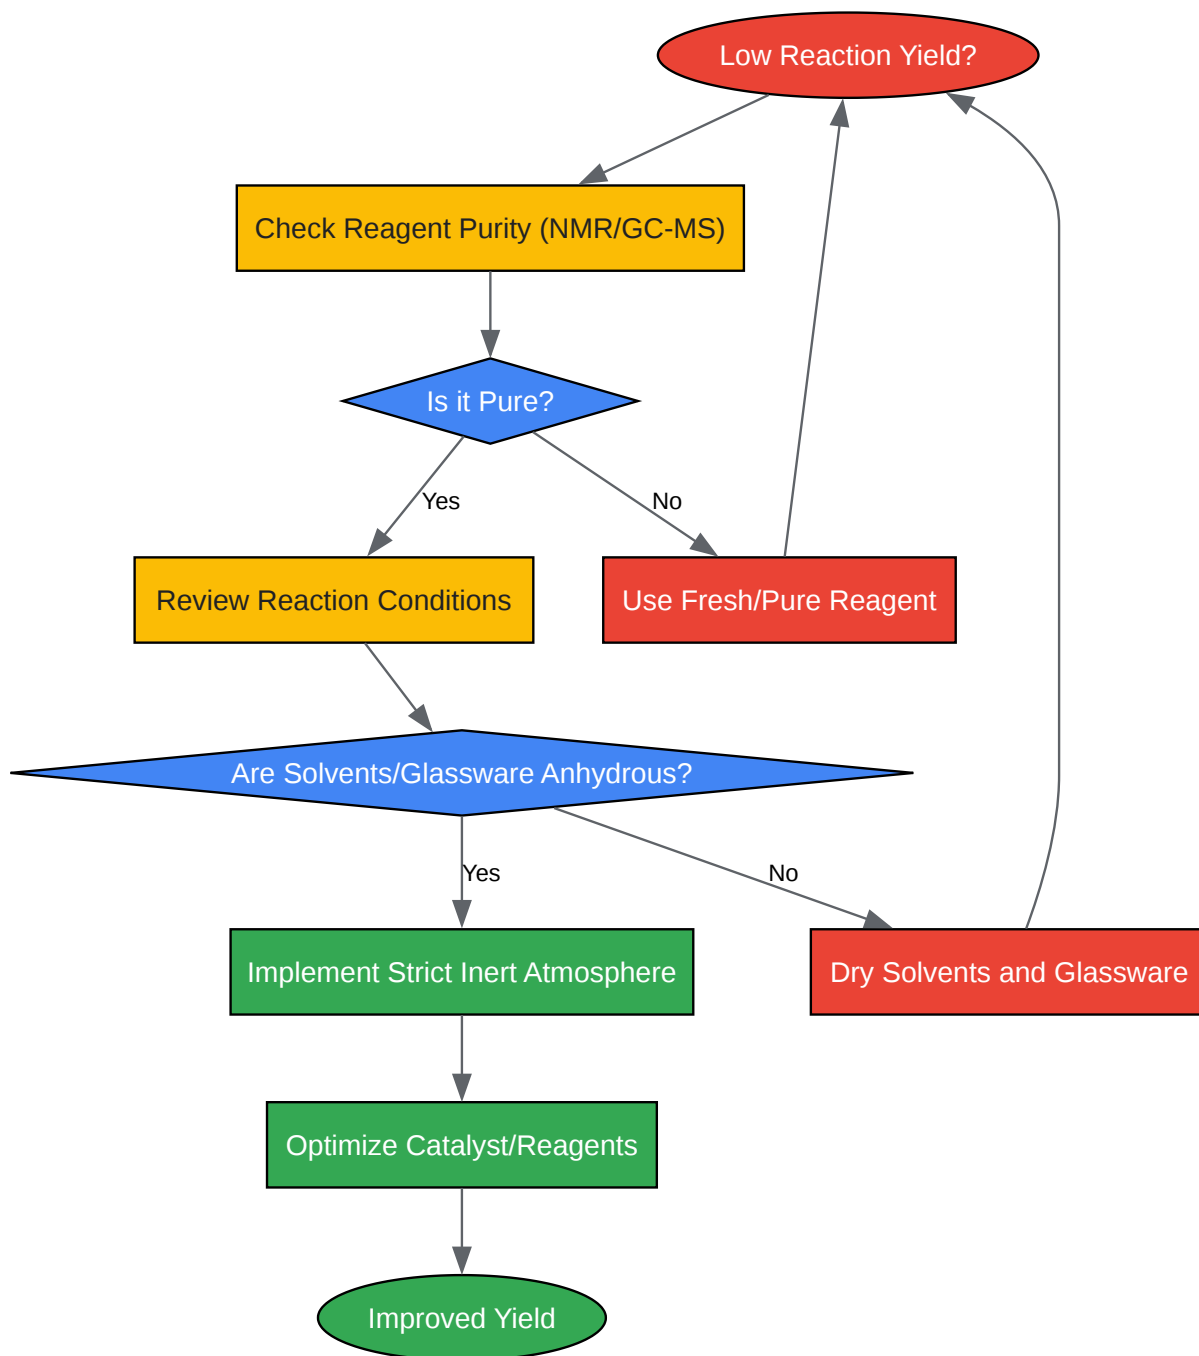 Low Reaction Yield?
Check Reagent Purity (NMR/GC-MS)
Is it Pure?
Yes
No
Review Reaction Conditions
Use Fresh/Pure Reagent
Are Solvents/Glassware Anhydrous?
Yes
No
Implement Strict Inert Atmosphere
Dry Solvents and Glassware
Optimize Catalyst/Reagents
Improved Yield